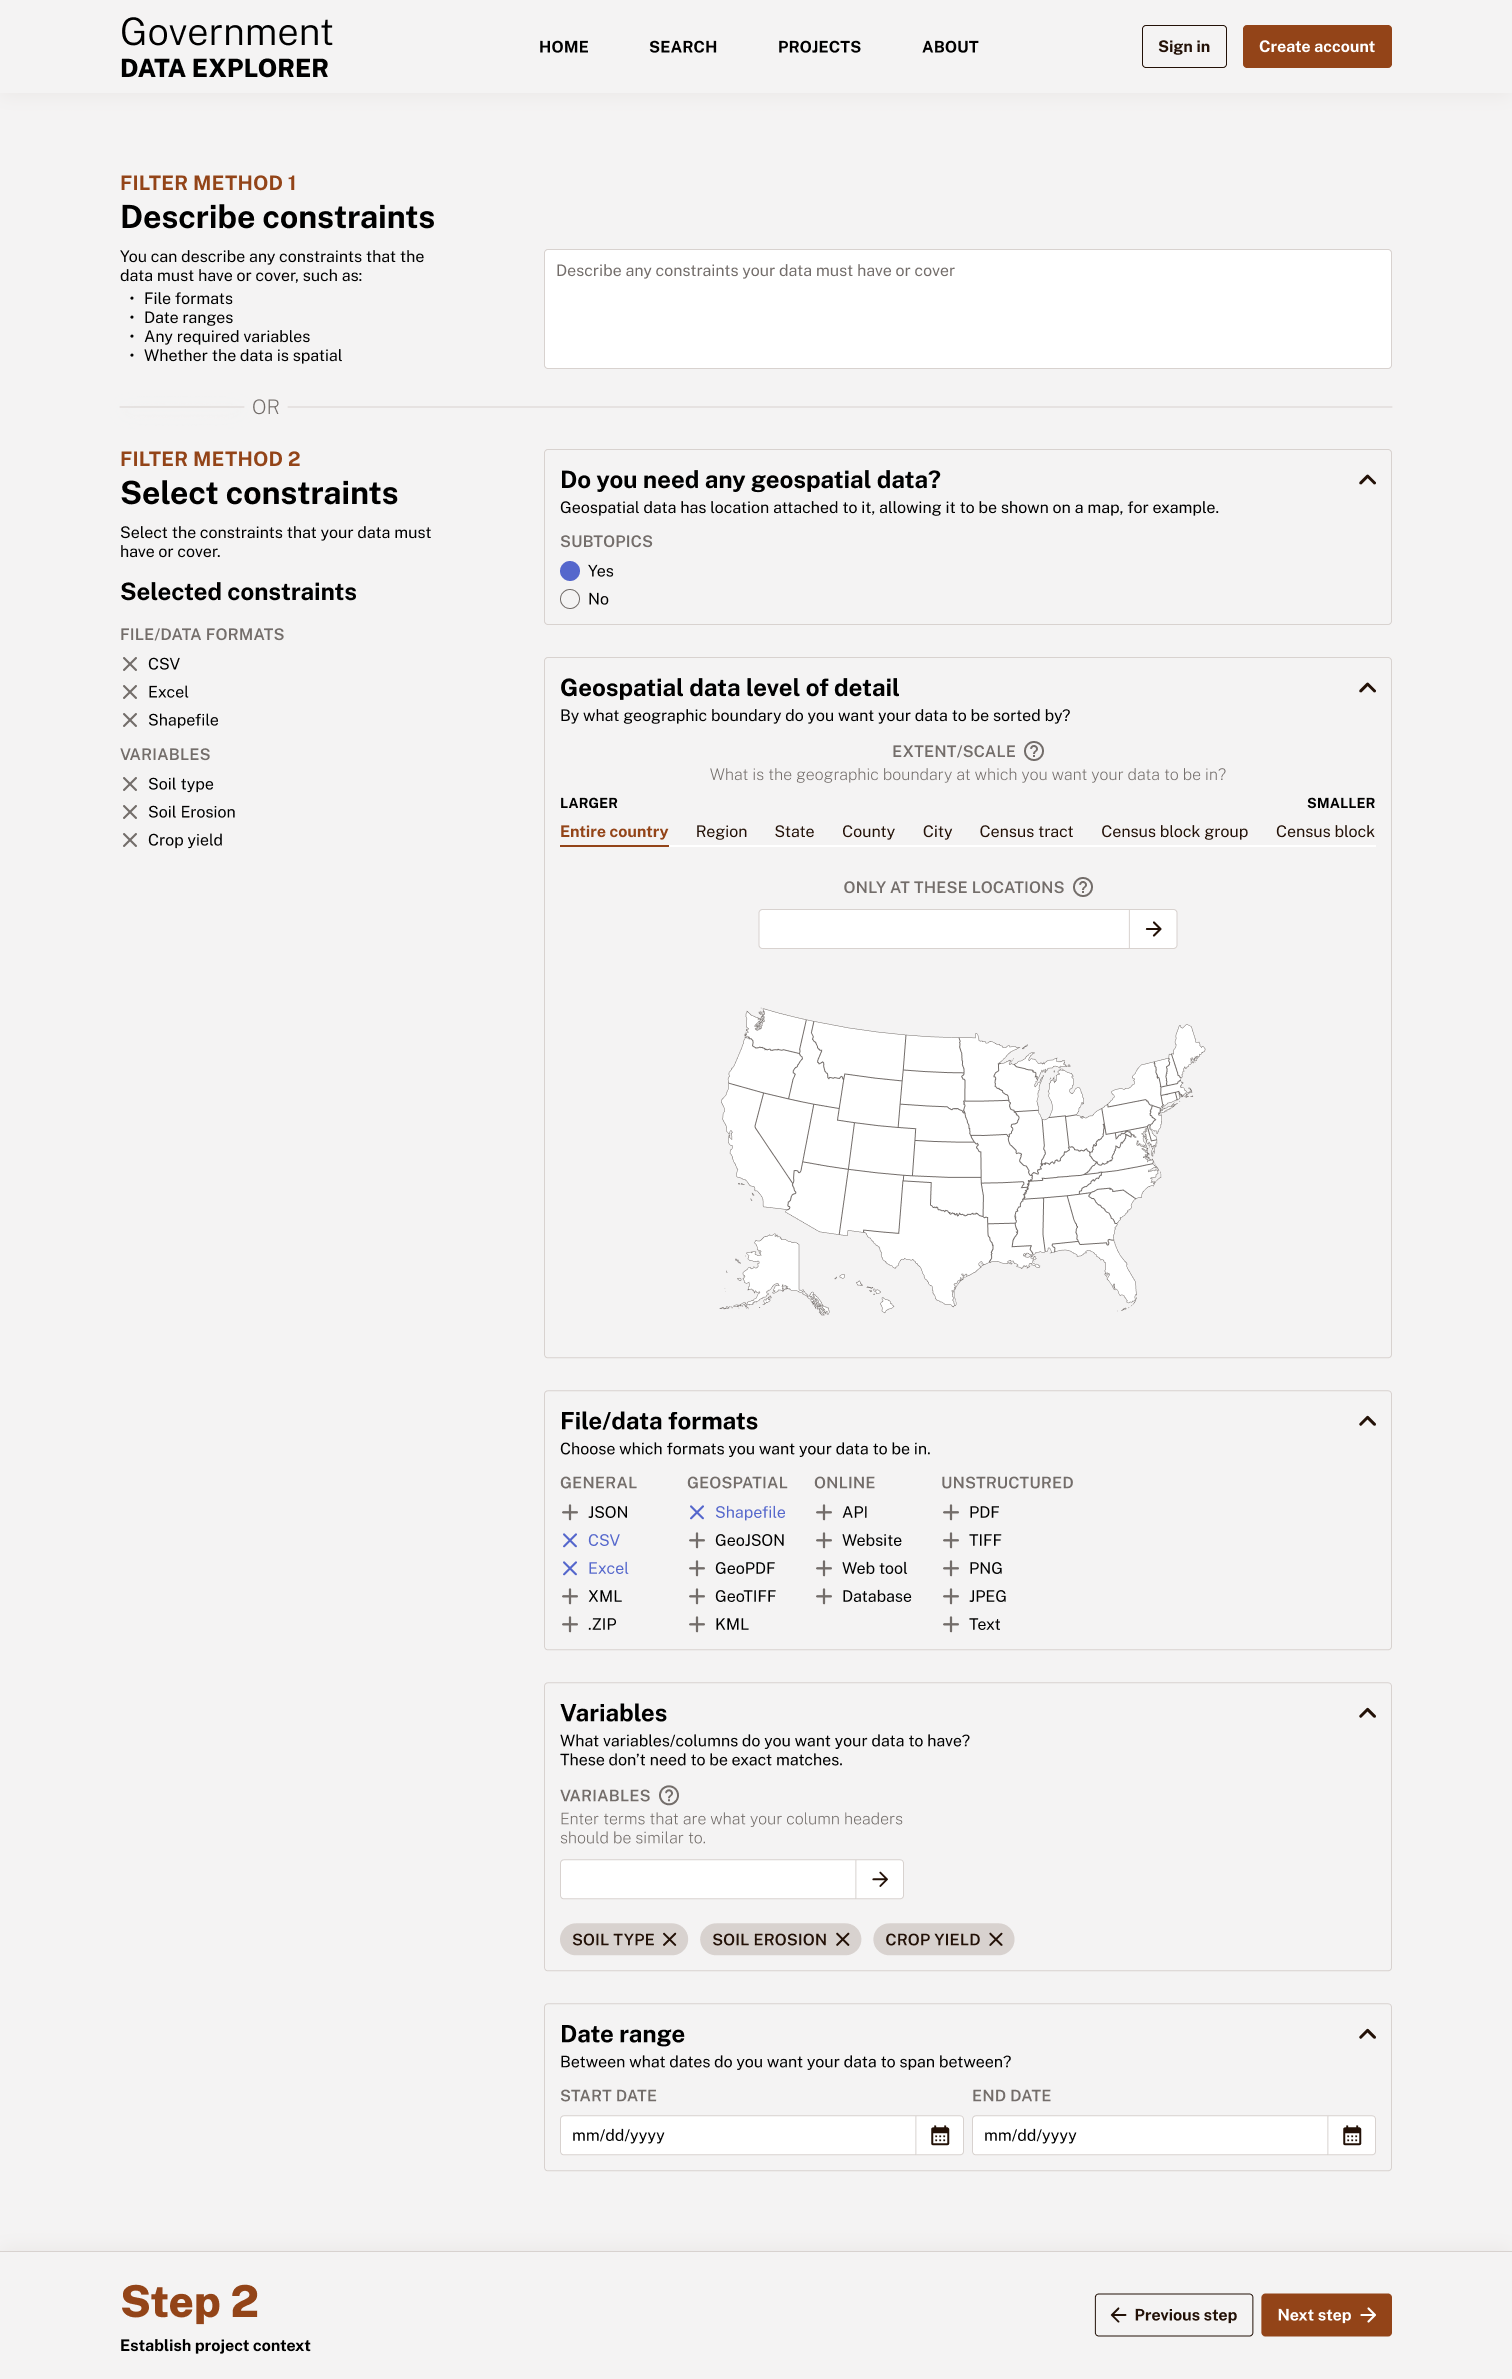 Government
DATA EXPLORER
HOME
SEARCH
PROJECTS
ABOUT
Sign in
Create account
FILTER METHOD 1
Describe constraints
You can describe any constraints that the
data must have or cover, such as:
• File formats
• Date ranges
• Any required variables
• Whether the data is spatial
Describe any constraints your data must have or cover
OR
FILTER METHOD 2
Select constraints
Select the constraints that your data must
have or cover.
Selected constraints
FILE/DATA FORMATS
CSV
Excel
Shapefile
VARIABLES
Soil type
Soil Erosion
Crop yield
Do you need any geospatial data?
Geospatial data has location attached to it, allowing it to be shown on a map, for example.
SUBTOPICS
Yes
No
Geospatial data level of detail
By what geographic boundary do you want your data to be sorted by?
EXTENT/SCALE ?
What is the geographic boundary at which you want your data to be in?
LARGER
SMALLER
Entire country
Region
State
County
City
Census tract
Census block group
Census block
ONLY AT THESE LOCATIONS ?
File/data formats
Choose which formats you want your data to be in.
GENERAL
JSON
CSV
Excel
XML
.ZIP
GEOSPATIAL
Shapefile
GeoJSON
GeoPDF
GeoTIFF
KML
ONLINE
API
Website
Web tool
Database
UNSTRUCTURED
PDF
TIFF
PNG
JPEG
Text
Variables
What variables/columns do you want your data to have?
These don’t need to be exact matches.
VARIABLES ?
Enter terms that are what your column headers
should be similar to.
SOIL TYPE
SOIL EROSION
CROP YIELD
Date range
Between what dates do you want your data to span between?
START DATE
mm/dd/yyyy
END DATE
mm/dd/yyyy
Step 2
Establish project context
Previous step
Next step